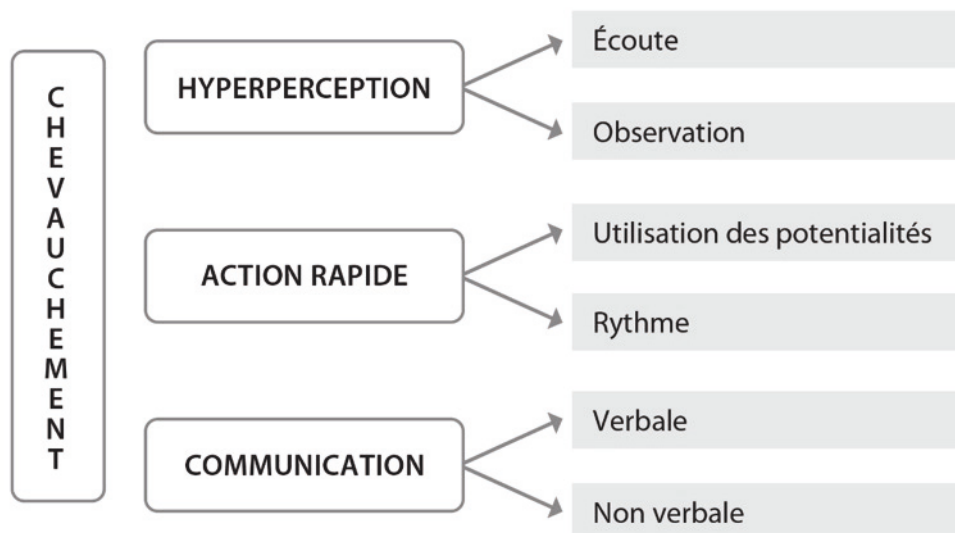 CHEVAUCHEMENT
HYPERPERCEPTION
Écoute
Observation
ACTION RAPIDE
Utilisation des potentialités
Rythme
COMMUNICATION
Verbale
Non verbale